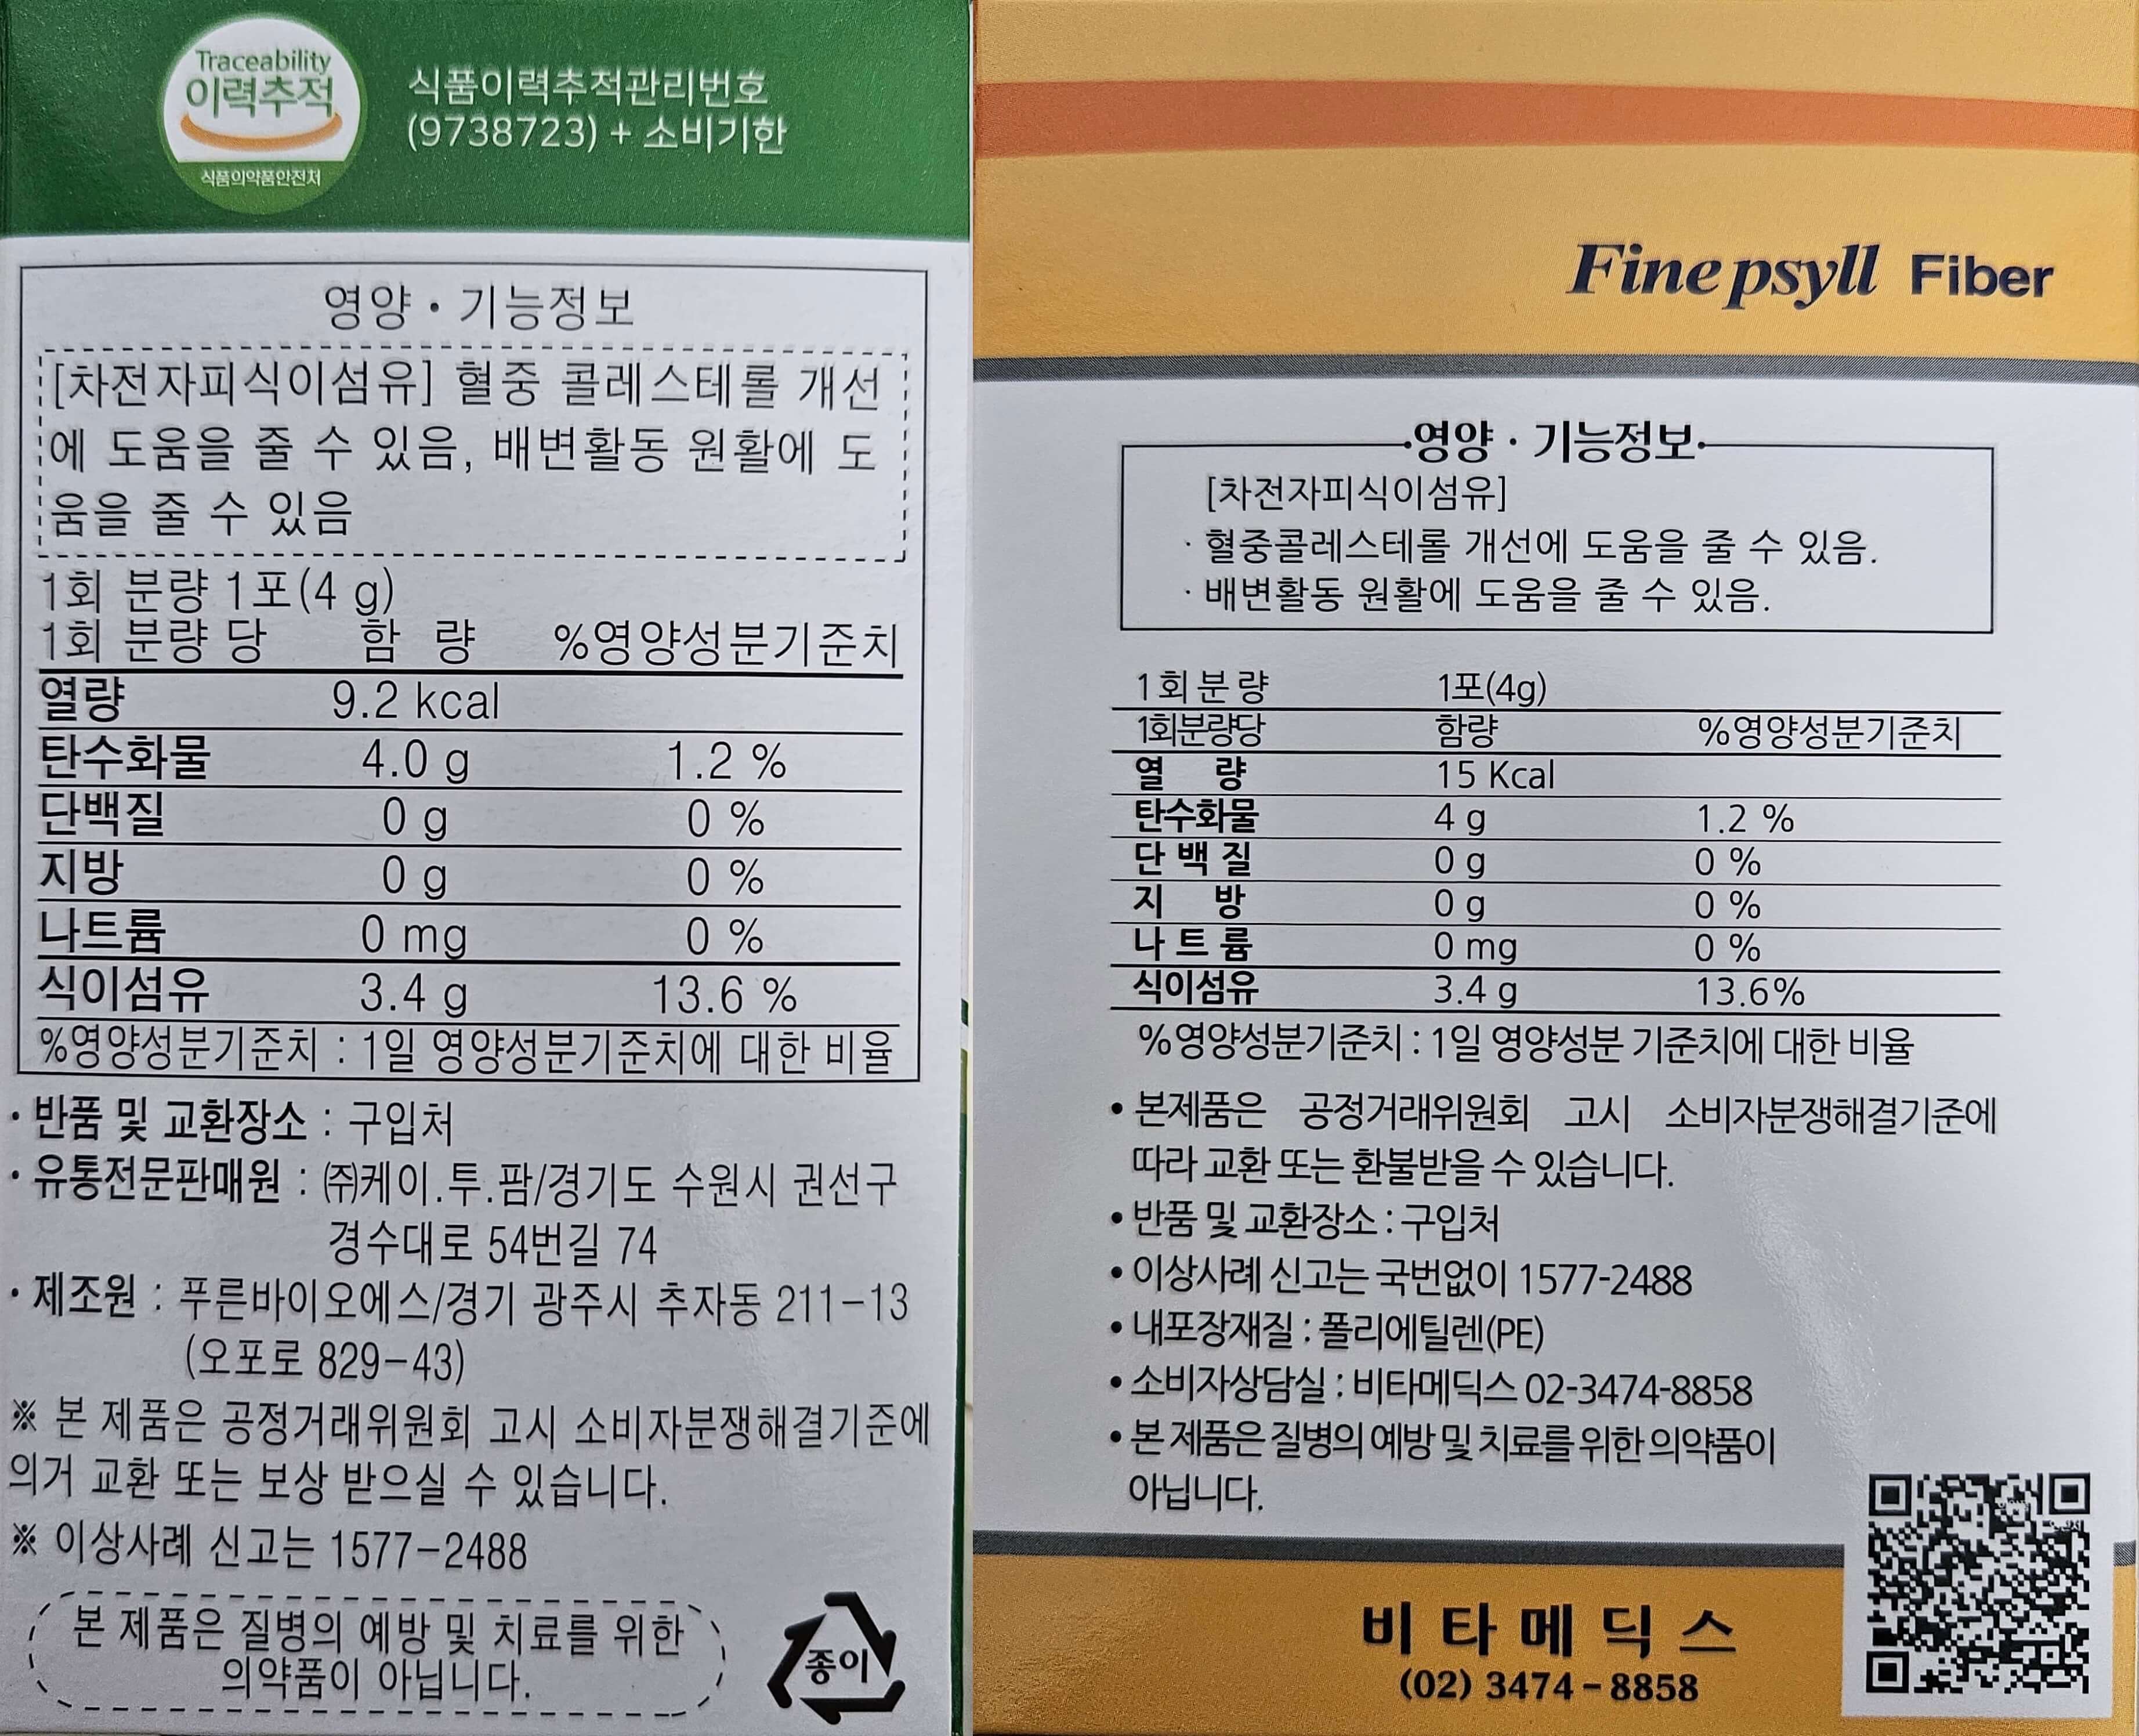 Traceability
이력추적
식품의약품안전처
식품이력추적관리번호
(9738723) + 소비기한
영양 · 기능정보
[차전자피식이섬유] 혈중 콜레스테롤 개선
에 도움을 줄 수 있음, 배변활동 원활에 도
움을 줄 수 있음
1회 분량 1포(4 g)
1회 분량 당 함 량 %영양성분기준치
열량 9.2 kcal
탄수화물 4.0 g 1.2 %
단백질 0 g 0 %
지방 0 g 0 %
나트륨 0 mg 0 %
식이섬유 3.4 g 13.6 %
%영양성분기준치 : 1일 영양성분기준치에 대한 비율
· 반품 및 교환장소 : 구입처
· 유통전문판매원 : ㈜케이.투.팜/경기도 수원시 권선구
경수대로 54번길 74
· 제조원 : 푸른바이오에스/경기 광주시 추자동 211-13
(오포로 829-43)
※ 본 제품은 공정거래위원회 고시 소비자분쟁해결기준에
의거 교환 또는 보상 받으실 수 있습니다.
※ 이상사례 신고는 1577-2488
본 제품은 질병의 예방 및 치료를 위한
의약품이 아닙니다.
종이
Finepsyll Fiber
·영양 · 기능정보·
[차전자피식이섬유]
· 혈중콜레스테롤 개선에 도움을 줄 수 있음.
· 배변활동 원활에 도움을 줄 수 있음.
1회분량 1포(4g)
1회분량당 함량 %영양성분기준치
열 량 15 Kcal
탄수화물 4 g 1.2 %
단 백 질 0 g 0 %
지 방 0 g 0 %
나 트 륨 0 mg 0 %
식이섬유 3.4 g 13.6%
%영양성분기준치 : 1일 영양성분 기준치에 대한 비율
• 본제품은 공정거래위원회 고시 소비자분쟁해결기준에
따라 교환 또는 환불받을 수 있습니다.
• 반품 및 교환장소 : 구입처
• 이상사례 신고는 국번없이 1577-2488
• 내포장재질 : 폴리에틸렌(PE)
• 소비자상담실 : 비타메딕스 02-3474-8858
• 본 제품은 질병의 예방 및 치료를 위한 의약품이
아닙니다.
비타메딕스
(02) 3474-8858